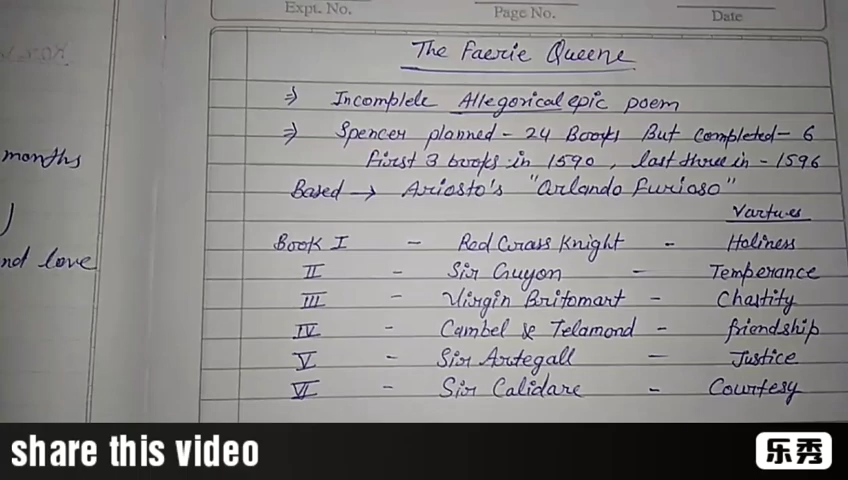 Expt. No.
Page No.
Date
The Faerie Queene
⇒ Incomplele Allegorical epic poem
⇒ Spencer planned - 24 Books But completed - 6
First 3 books in 1590, last three in - 1596
Based → Ariosto's "Orlando Furioso"
Vartues
Book I - Red Crass Knight - Holiness
II - Sir Guyon - Temperance
III - Virgin Britomart - Chastity
IV - Cambel & Telamond - friendship
V - Sir Artegall - Justice
VI - Sir Calidare - Courtesy
months
nd love
share this video
乐秀